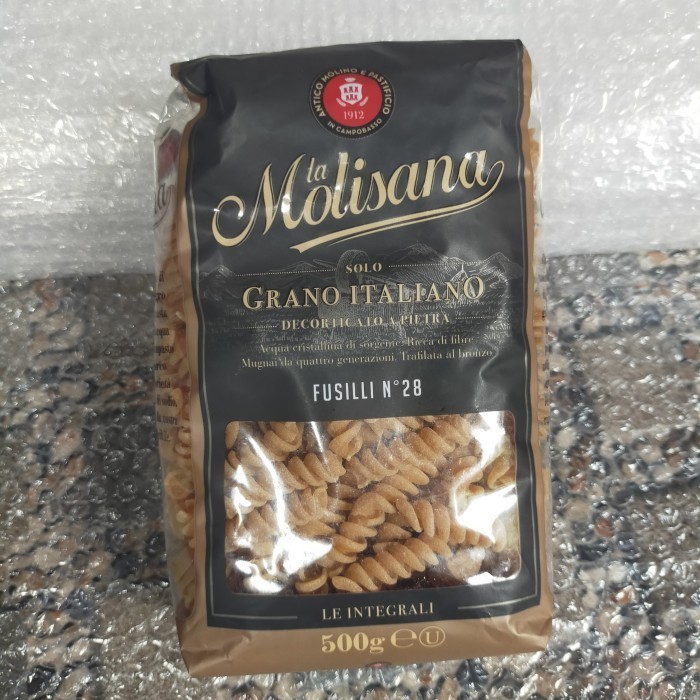 ANTICO MOLINO E PASTIFICIO
1912
IN CAMPOBASSO
la
Molisana
SOLO
GRANO ITALIANO
DECORTICATO A PIETRA
Acqua cristallina di sorgente. Ricca di fibre
Mugnai da quattro generazioni. Trafilata al bronzo
FUSILLI N°28
LE INTEGRALI
500g ℮ U